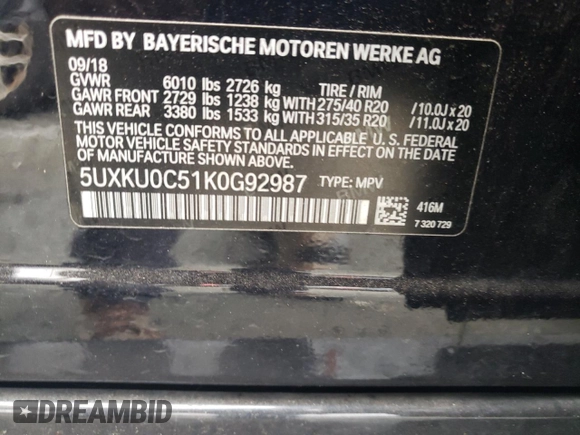 MFD BY BAYERISCHE MOTOREN WERKE AG
09/18
GVWR 6010 lbs 2726 kg TIRE / RIM
GAWR FRONT 2729 lbs 1238 kg WITH 275/40 R20 /10.0J x 20
GAWR REAR 3380 lbs 1533 kg WITH 315/35 R20 /11.0J x 20
THIS VEHICLE CONFORMS TO ALL APPLICABLE U. S. FEDERAL
MOTOR VEHICLE SAFETY STANDARDS IN EFFECT ON THE DATE
OF MANUFACTURE SHOWN ABOVE.
5UXKU0C51K0G92987 TYPE: MPV
416M
7 320 729
DREAMBID